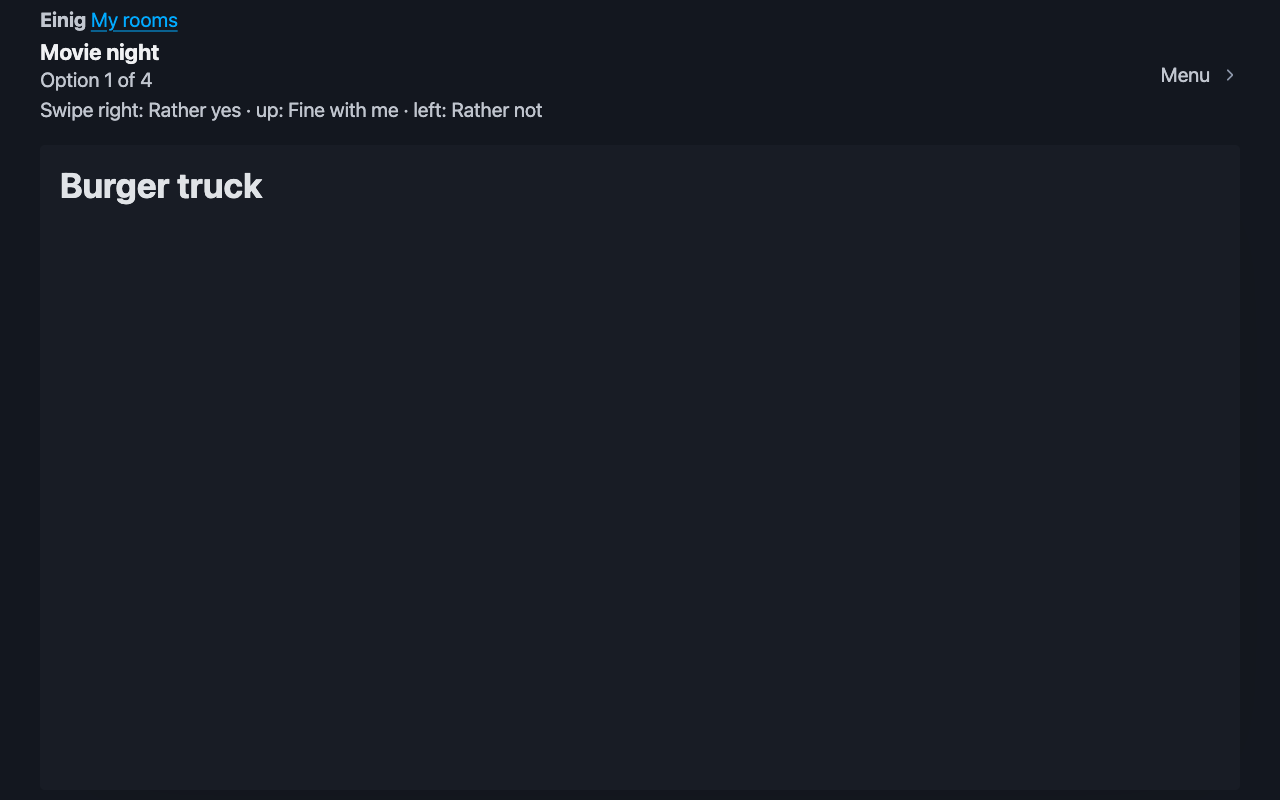 Einig My rooms
Movie night
Option 1 of 4
Swipe right: Rather yes · up: Fine with me · left: Rather not
Menu
Burger truck